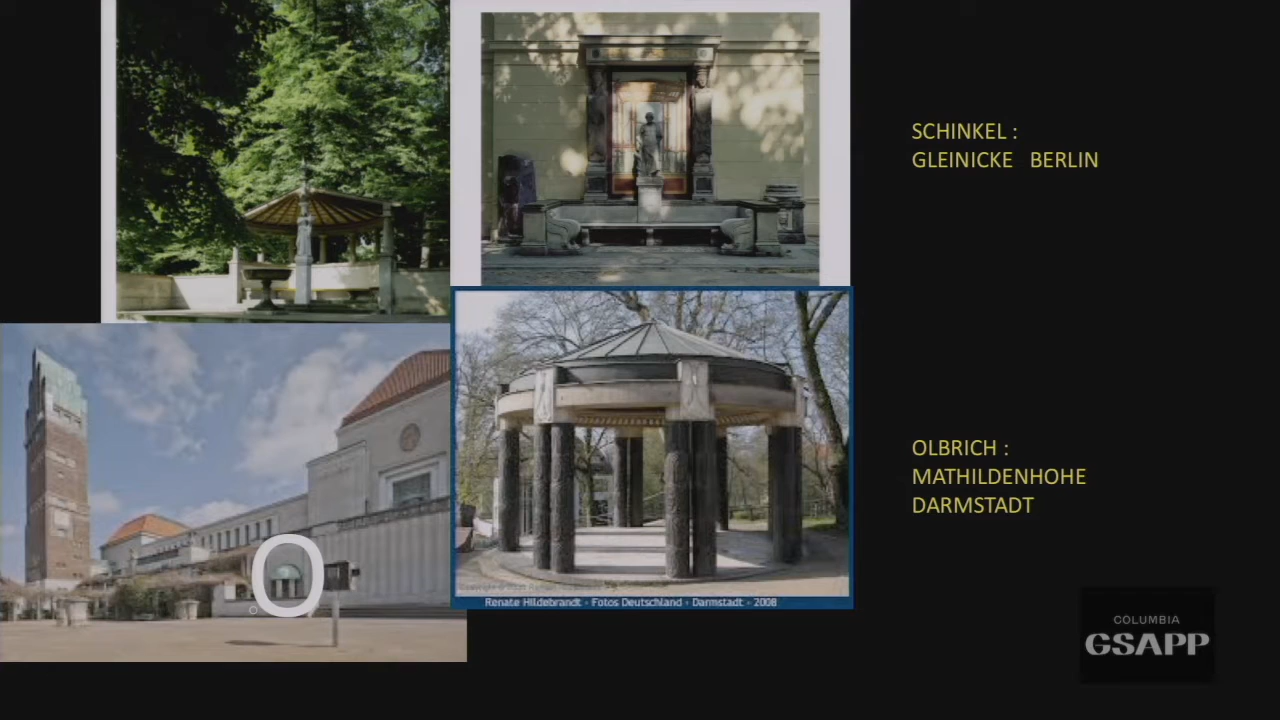 SCHINKEL :
GLEINICKE BERLIN
OLBRICH :
MATHILDENHOHE
DARMSTADT
Renate Hildebrandt - Fotos Deutschland - Darmstadt - 2008
COLUMBIA
GSAPP